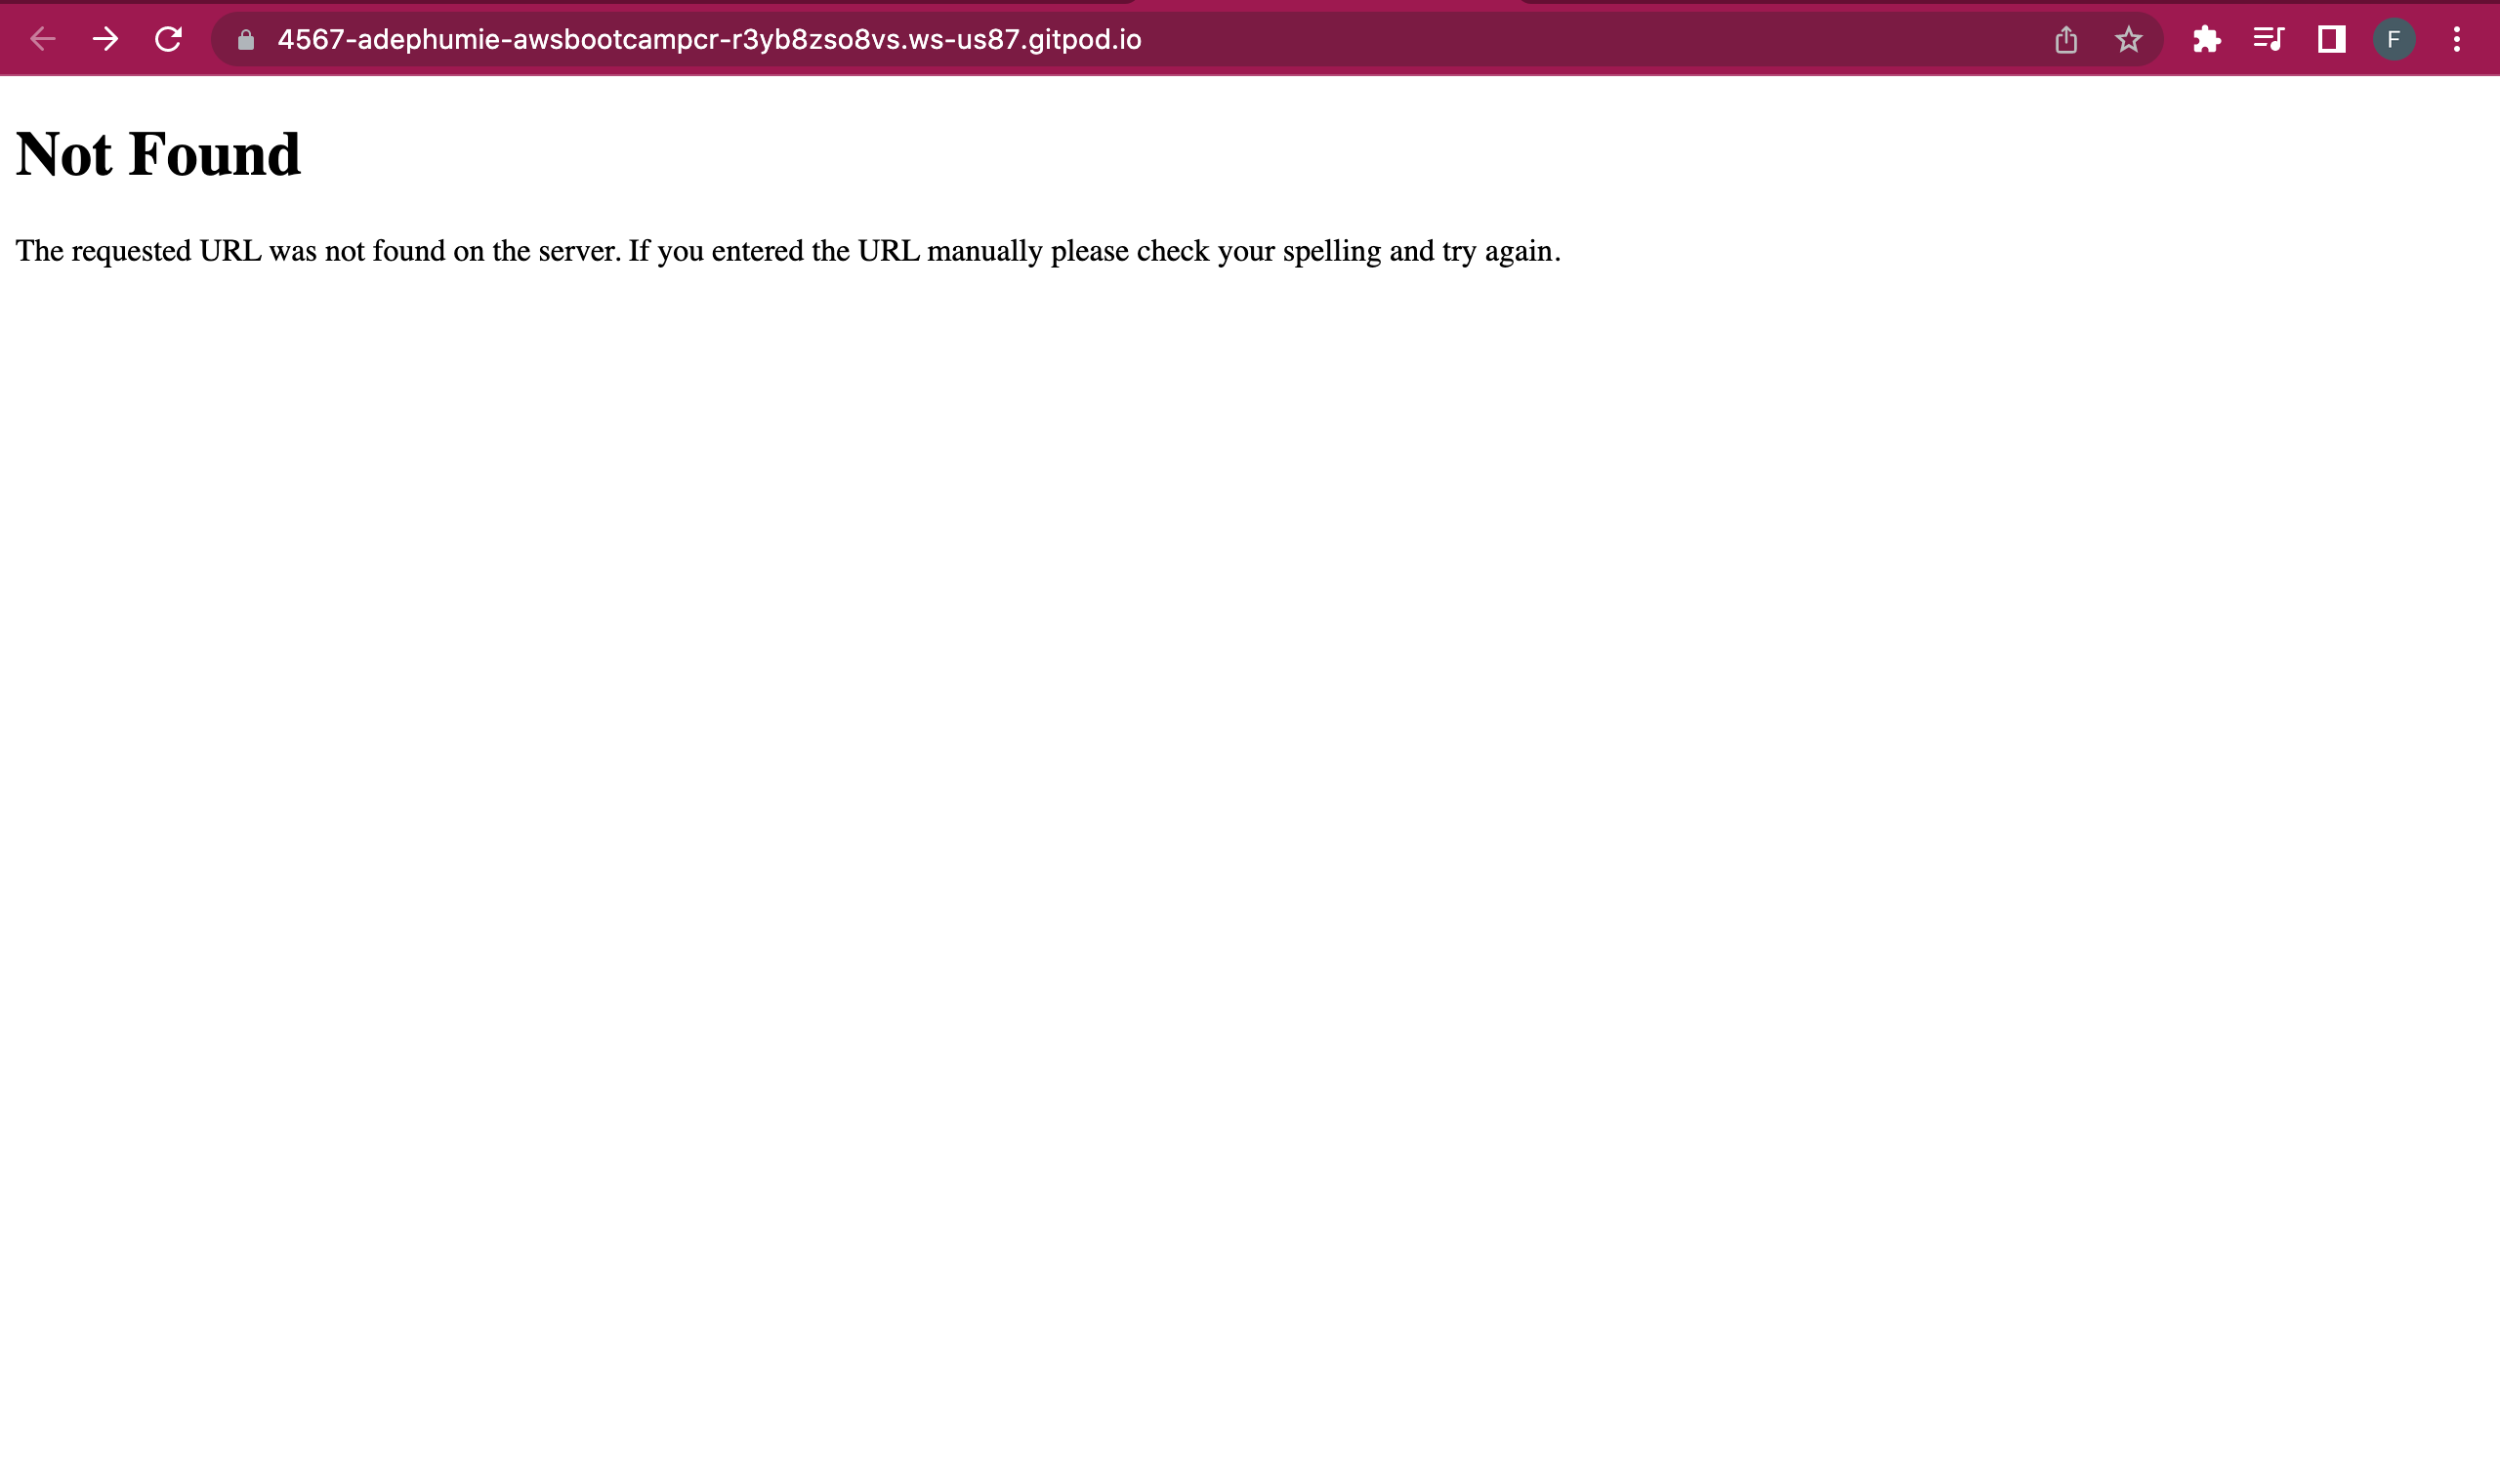 4567-adephumie-awsbootcampcr-r3yb8zso8vs.ws-us87.gitpod.io
F
Not Found
The requested URL was not found on the server. If you entered the URL manually please check your spelling and try again.